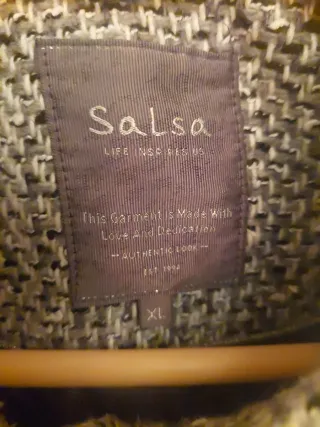 Salsa
LIFE INSPIRES US
This Garment is Made With
Love And Dedication
— AUTHENTIC LOOK —
EST. 1994
XL